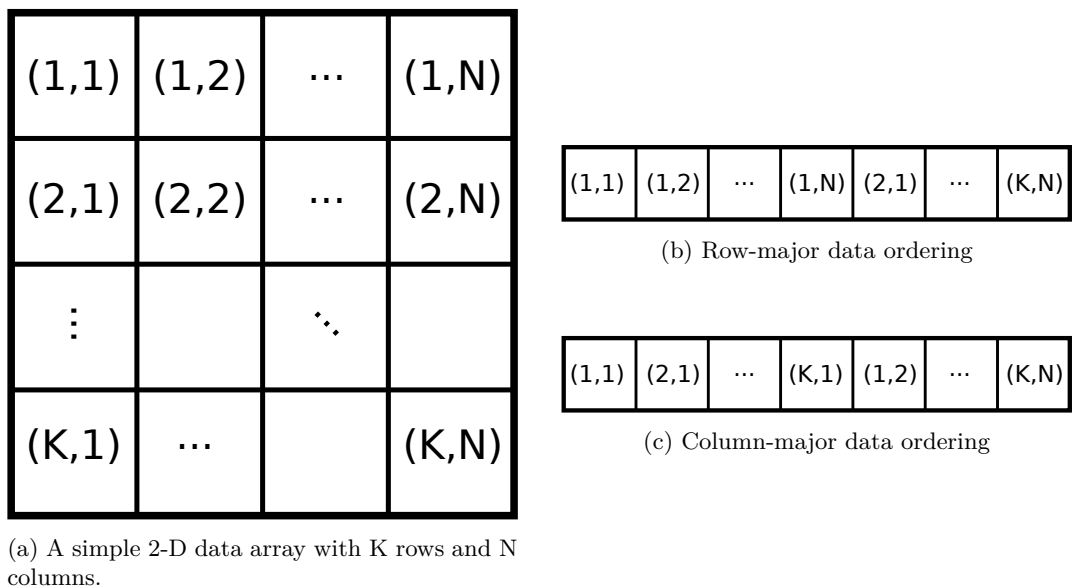 (1,1) (1,2) ... (1,N)
(2,1) (2,2) ... (2,N)
⋮ ⋱
(K,1) ... (K,N)
(a) A simple 2-D data array with K rows and N
columns.
(1,1) (1,2) ... (1,N) (2,1) ... (K,N)
(b) Row-major data ordering
(1,1) (2,1) ... (K,1) (1,2) ... (K,N)
(c) Column-major data ordering